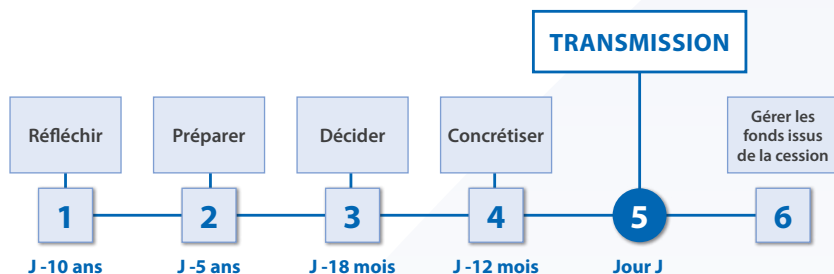 TRANSMISSION
Réfléchir
Préparer
Décider
Concrétiser
Gérer les
fonds issus
de la cession
1
2
3
4
5
6
J -10 ans
J -5 ans
J -18 mois
J -12 mois
Jour J